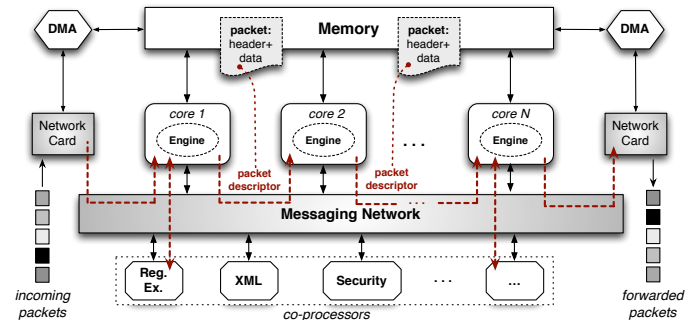 DMA
Memory
DMA
packet:
header+
data
packet:
header+
data
core 1
Engine
core 2
Engine
...
core N
Engine
Network
Card
Network
Card
packet
descriptor
packet
descriptor
...
Messaging Network
Reg.
Ex.
XML
Security
...
...
incoming
packets
co-processors
forwarded
packets